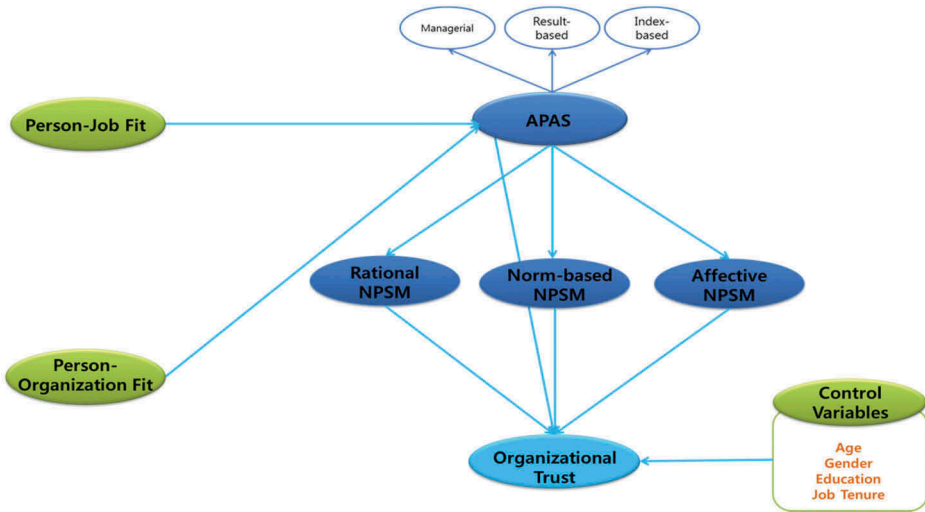 Managerial
Result-
based
Index-
based
Person-Job Fit
APAS
Rational
NPSM
Norm-based
NPSM
Affective
NPSM
Person-
Organization Fit
Control
Variables
Age
Gender
Education
Job Tenure
Organizational
Trust